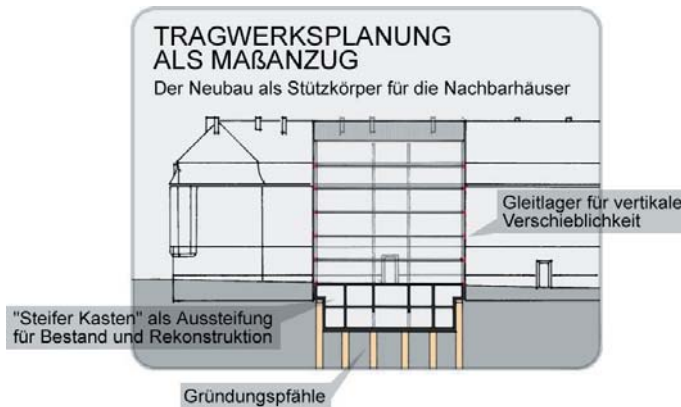 TRAGWERKSPLANUNG
ALS MAßANZUG
Der Neubau als Stützkörper für die Nachbarhäuser
Gleitlager für vertikale
Verschieblichkeit
"Steifer Kasten" als Aussteifung
für Bestand und Rekonstruktion
Gründungspfähle